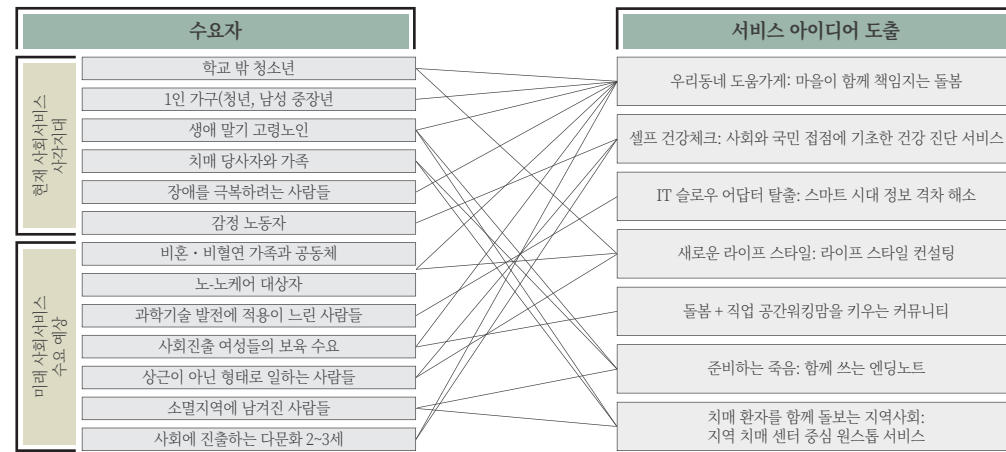 수요자
서비스 아이디어 도출
현재 사회서비스
사각지대
학교 밖 청소년
1인 가구(청년, 남성 중장년
생애 말기 고령노인
치매 당사자와 가족
장애를 극복하려는 사람들
감정 노동자
미래 사회서비스
수요 예상
비혼・비혈연 가족과 공동체
노-노케어 대상자
과학기술 발전에 적용이 느린 사람들
사회진출 여성들의 보육 수요
상근이 아닌 형태로 일하는 사람들
소멸지역에 남겨진 사람들
사회에 진출하는 다문화 2~3세
우리동네 도움가게: 마을이 함께 책임지는 돌봄
셀프 건강체크: 사회와 국민 접점에 기초한 건강 진단 서비스
IT 슬로우 어답터 탈출: 스마트 시대 정보 격차 해소
새로운 라이프 스타일: 라이프 스타일 컨설팅
돌봄 + 직업 공간워킹맘을 키우는 커뮤니티
준비하는 죽음: 함께 쓰는 엔딩노트
치매 환자를 함께 돌보는 지역사회:
지역 치매 센터 중심 원스톱 서비스